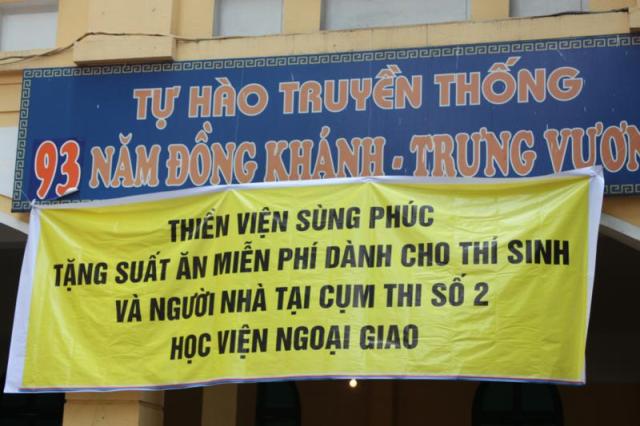 TỰ HÀO TRUYỀN THỐNG
93 NĂM ĐỒNG KHÁNH - TRƯNG VƯƠN
THIỀN VIỆN SÙNG PHÚC
TẶNG SUẤT ĂN MIỄN PHÍ DÀNH CHO THÍ SINH
VÀ NGƯỜI NHÀ TẠI CỤM THI SỐ 2
HỌC VIỆN NGOẠI GIAO